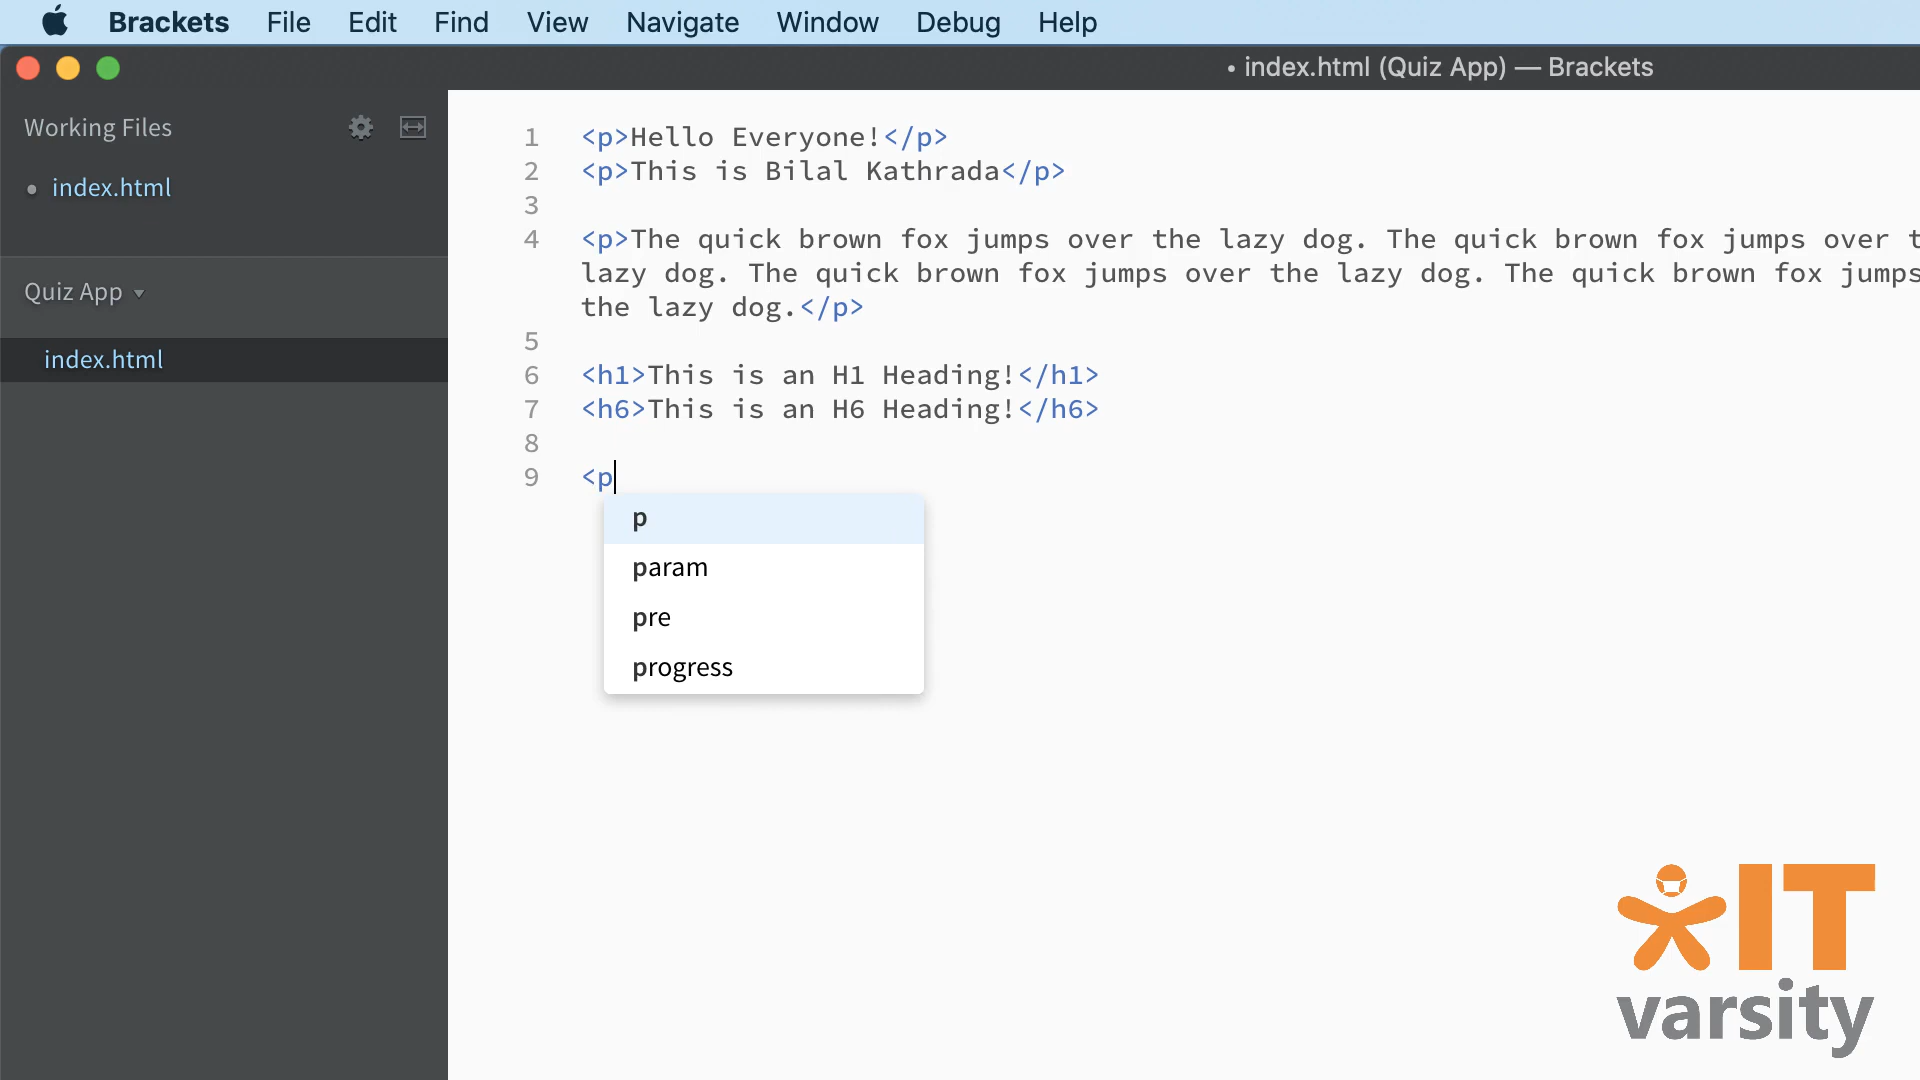 Brackets File Edit Find View Navigate Window Debug Help
• index.html (Quiz App) — Brackets
Working Files
• index.html
Quiz App
index.html
1 <p>Hello Everyone!</p>
2 <p>This is Bilal Kathrada</p>
3
4 <p>The quick brown fox jumps over the lazy dog. The quick brown fox jumps over t
lazy dog. The quick brown fox jumps over the lazy dog. The quick brown fox jumps
the lazy dog.</p>
5
6 <h1>This is an H1 Heading!</h1>
7 <h6>This is an H6 Heading!</h6>
8
9 <p
p
param
pre
progress
IT
varsity